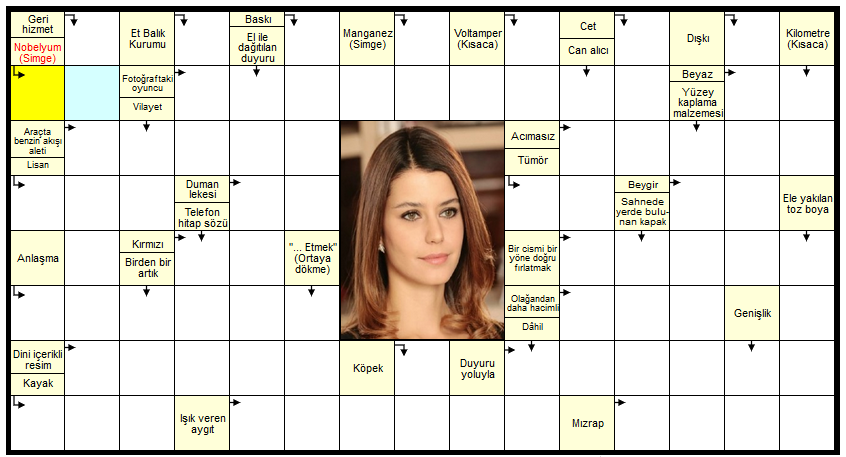 Geri
hizmet
Nobelyum
(Simge)
Et Balık
Kurumu
Baskı
El ile
dağıtılan
duyuru
Manganez
(Simge)
Voltamper
(Kısaca)
Cet
Can alıcı
Dışkı
Kilometre
(Kısaca)
Fotoğraftaki
oyuncu
Vilayet
Beyaz
Yüzey
kaplama
malzemesi
Araçta
benzin akışı
aleti
Lisan
Acımasız
Tümör
Duman
lekesi
Telefon
hitap sözü
Beygir
Sahnede
yerde bulu-
nan kapak
Ele yakılan
toz boya
Anlaşma
Kırmızı
Birden bir
artık
"... Etmek"
(Ortaya
dökme)
Bir cismi bir
yöne doğru
fırlatmak
Olağandan
daha hacimli
Dâhil
Genişlik
Dini içerikli
resim
Kayak
Köpek
Duyuru
yoluyla
Işık veren
aygıt
Mızrap